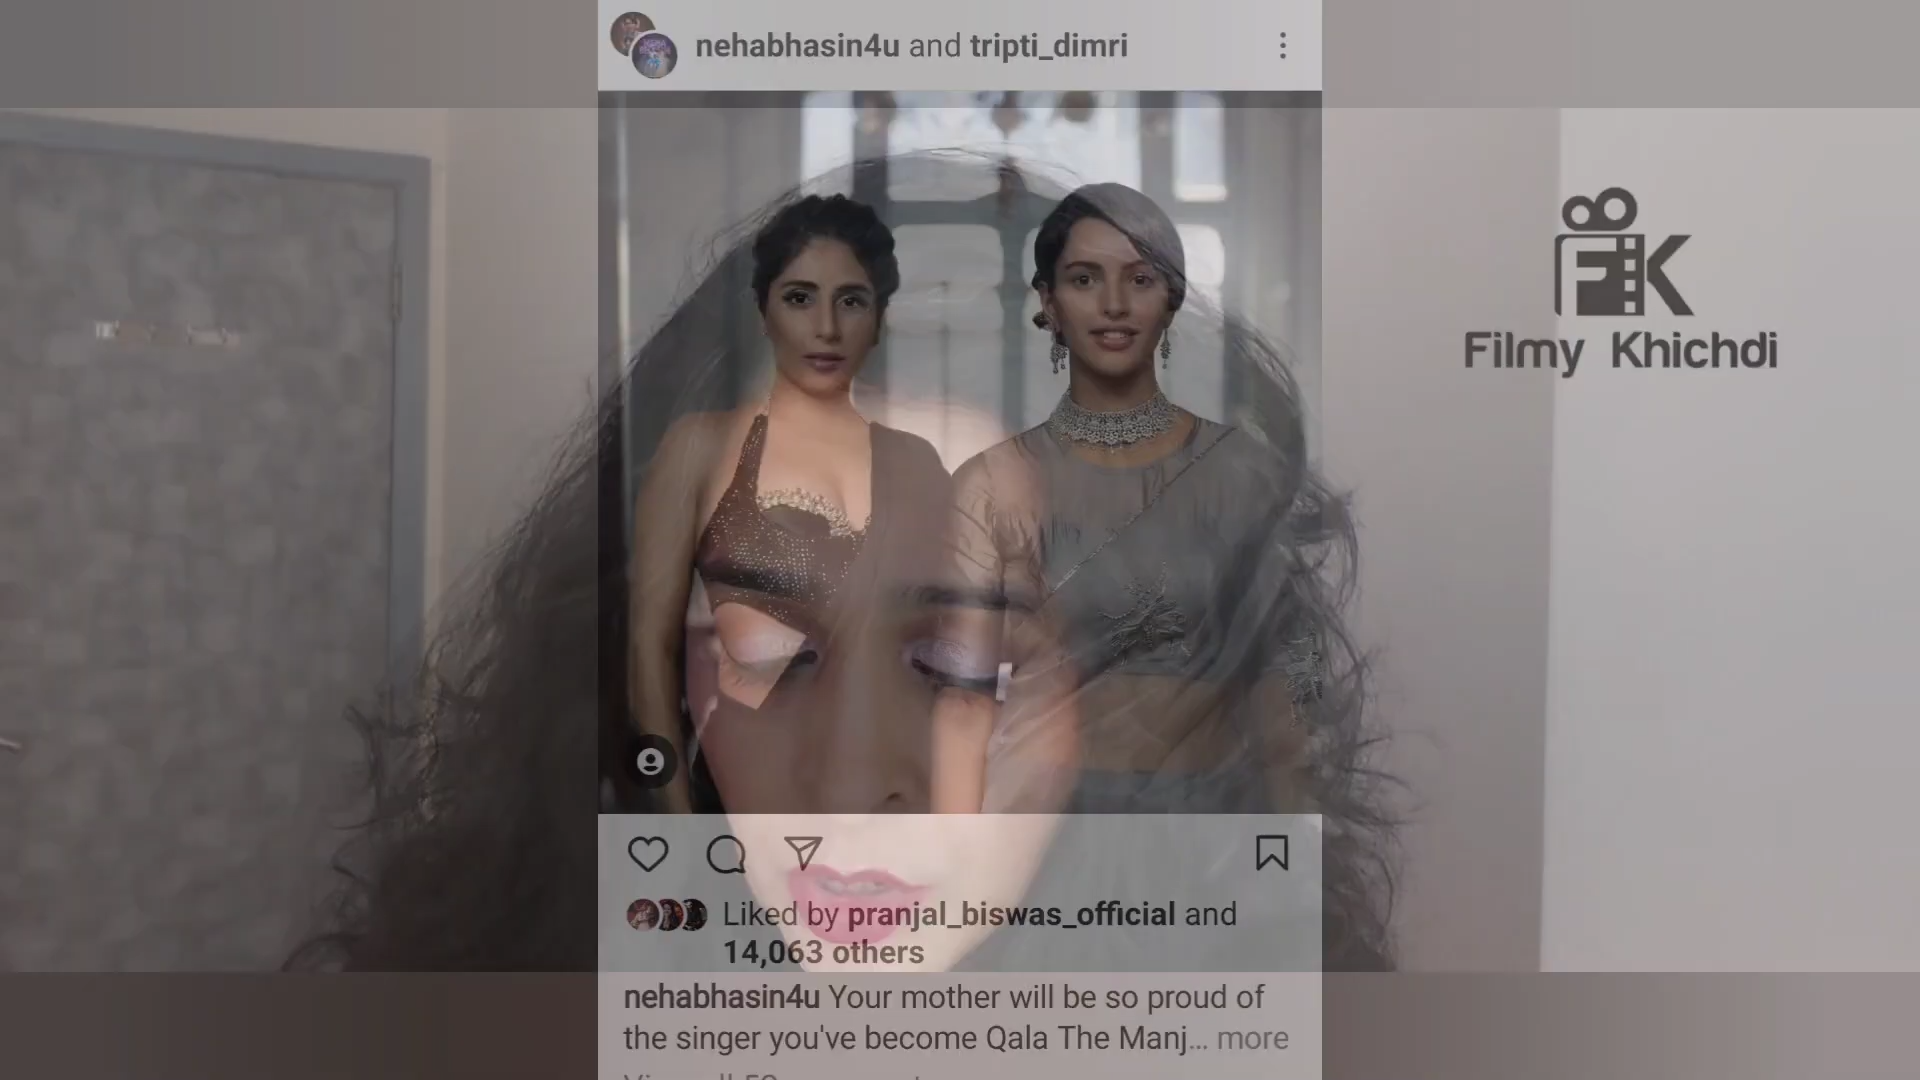 nehabhasin4u and tripti_dimri
FK
Filmy Khichdi
Liked by pranjal_biswas_official and
14,063 others
nehabhasin4u Your mother will be so proud of
the singer you've become Qala The Manj... more